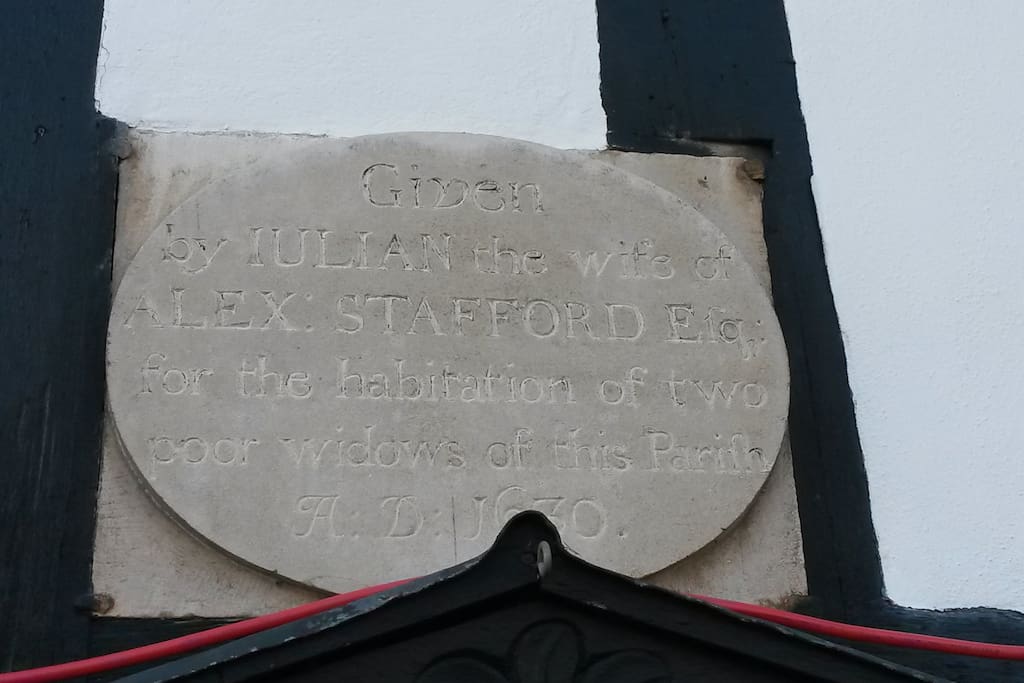 Given
by IULIAN the wife of
ALEX: STAFFORD Eſqr:
for the habitation of two
poor widows of this Pariſh
A: D: 1630.